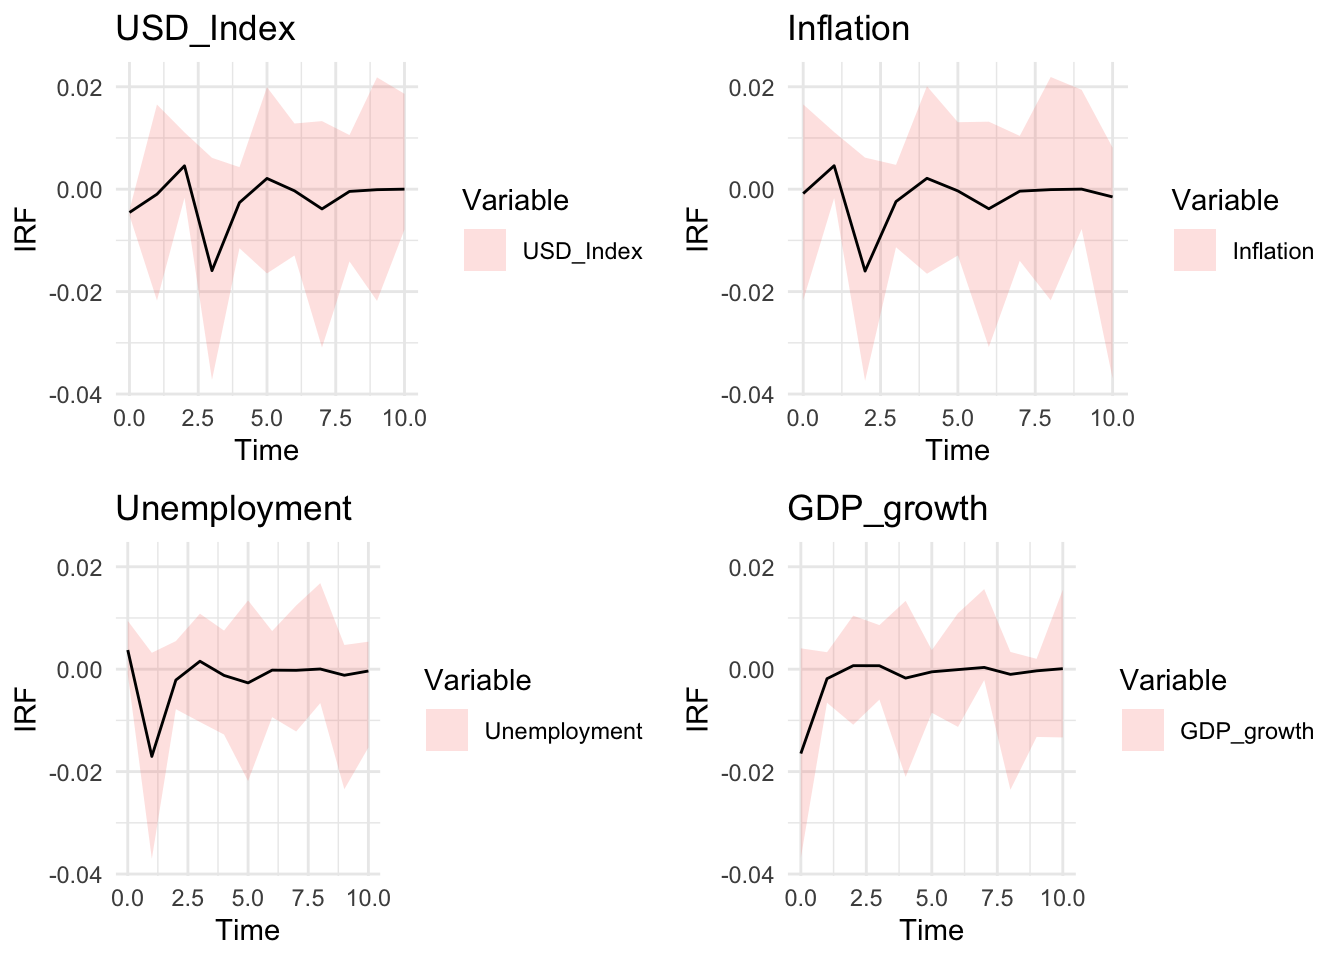 USD_Index
0.02
0.00
-0.02
-0.04
IRF
0.0 2.5 5.0 7.5 10.0
Time
Variable
USD_Index
Inflation
0.02
0.00
-0.02
-0.04
IRF
0.0 2.5 5.0 7.5 10.0
Time
Variable
Inflation
Unemployment
0.02
0.00
-0.02
-0.04
IRF
0.0 2.5 5.0 7.5 10.0
Time
Variable
Unemployment
GDP_growth
0.02
0.00
-0.02
-0.04
IRF
0.0 2.5 5.0 7.5 10.0
Time
Variable
GDP_growth